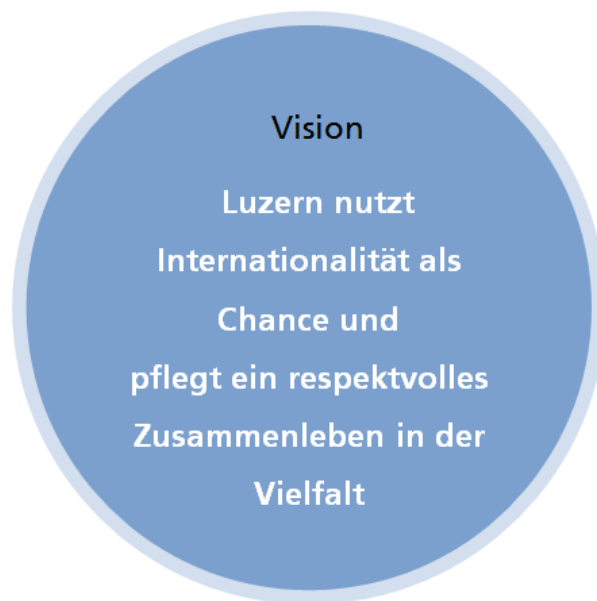 Vision
Luzern nutzt
Internationalität als
Chance und
pflegt ein respektvolles
Zusammenleben in der
Vielfalt